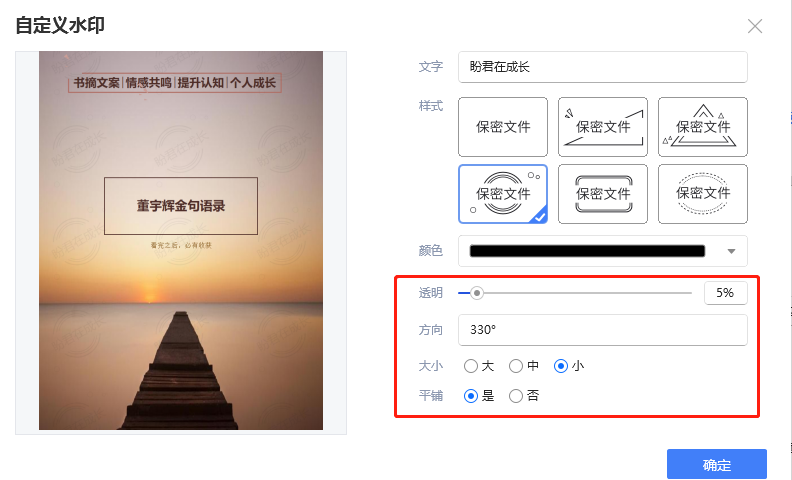 自定义水印
书摘文案|情感共鸣|提升认知|个人成长
董宇辉金句语录
看完之后，必有收获
文字
盼君在成长
样式
保密文件
保密文件
保密文件
保密文件
保密文件
保密文件
颜色
透明
5%
方向
330°
大小
大
中
小
平铺
是
否
确定